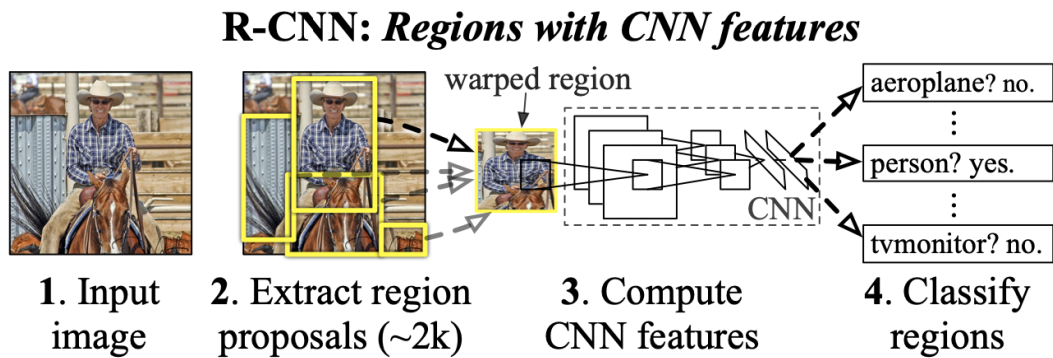 R-CNN: Regions with CNN features
warped region
aeroplane? no.
⋮
person? yes.
⋮
tvmonitor? no.
CNN
1. Input
image
2. Extract region
proposals (~2k)
3. Compute
CNN features
4. Classify
regions